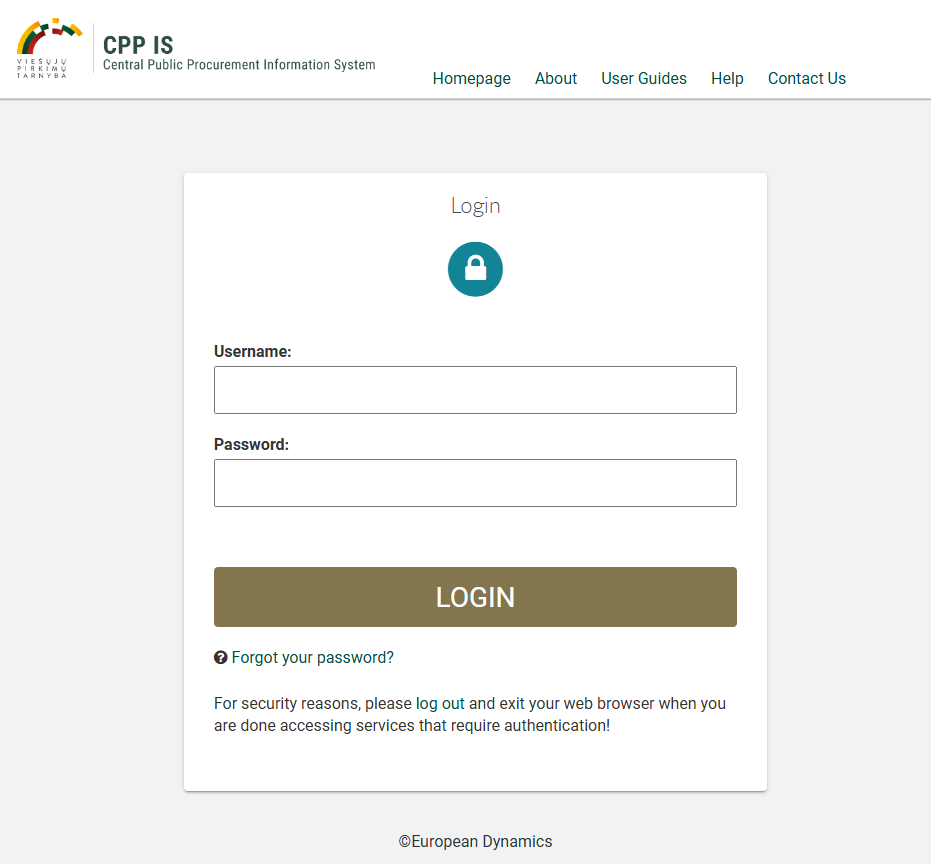 VIEŠŲJŲ
PIRKIMŲ
TARNYBA
CPP IS
Central Public Procurement Information System
Homepage About User Guides Help Contact Us
Login
Username:
Password:
LOGIN
Forgot your password?
For security reasons, please log out and exit your web browser when you
are done accessing services that require authentication!
©European Dynamics